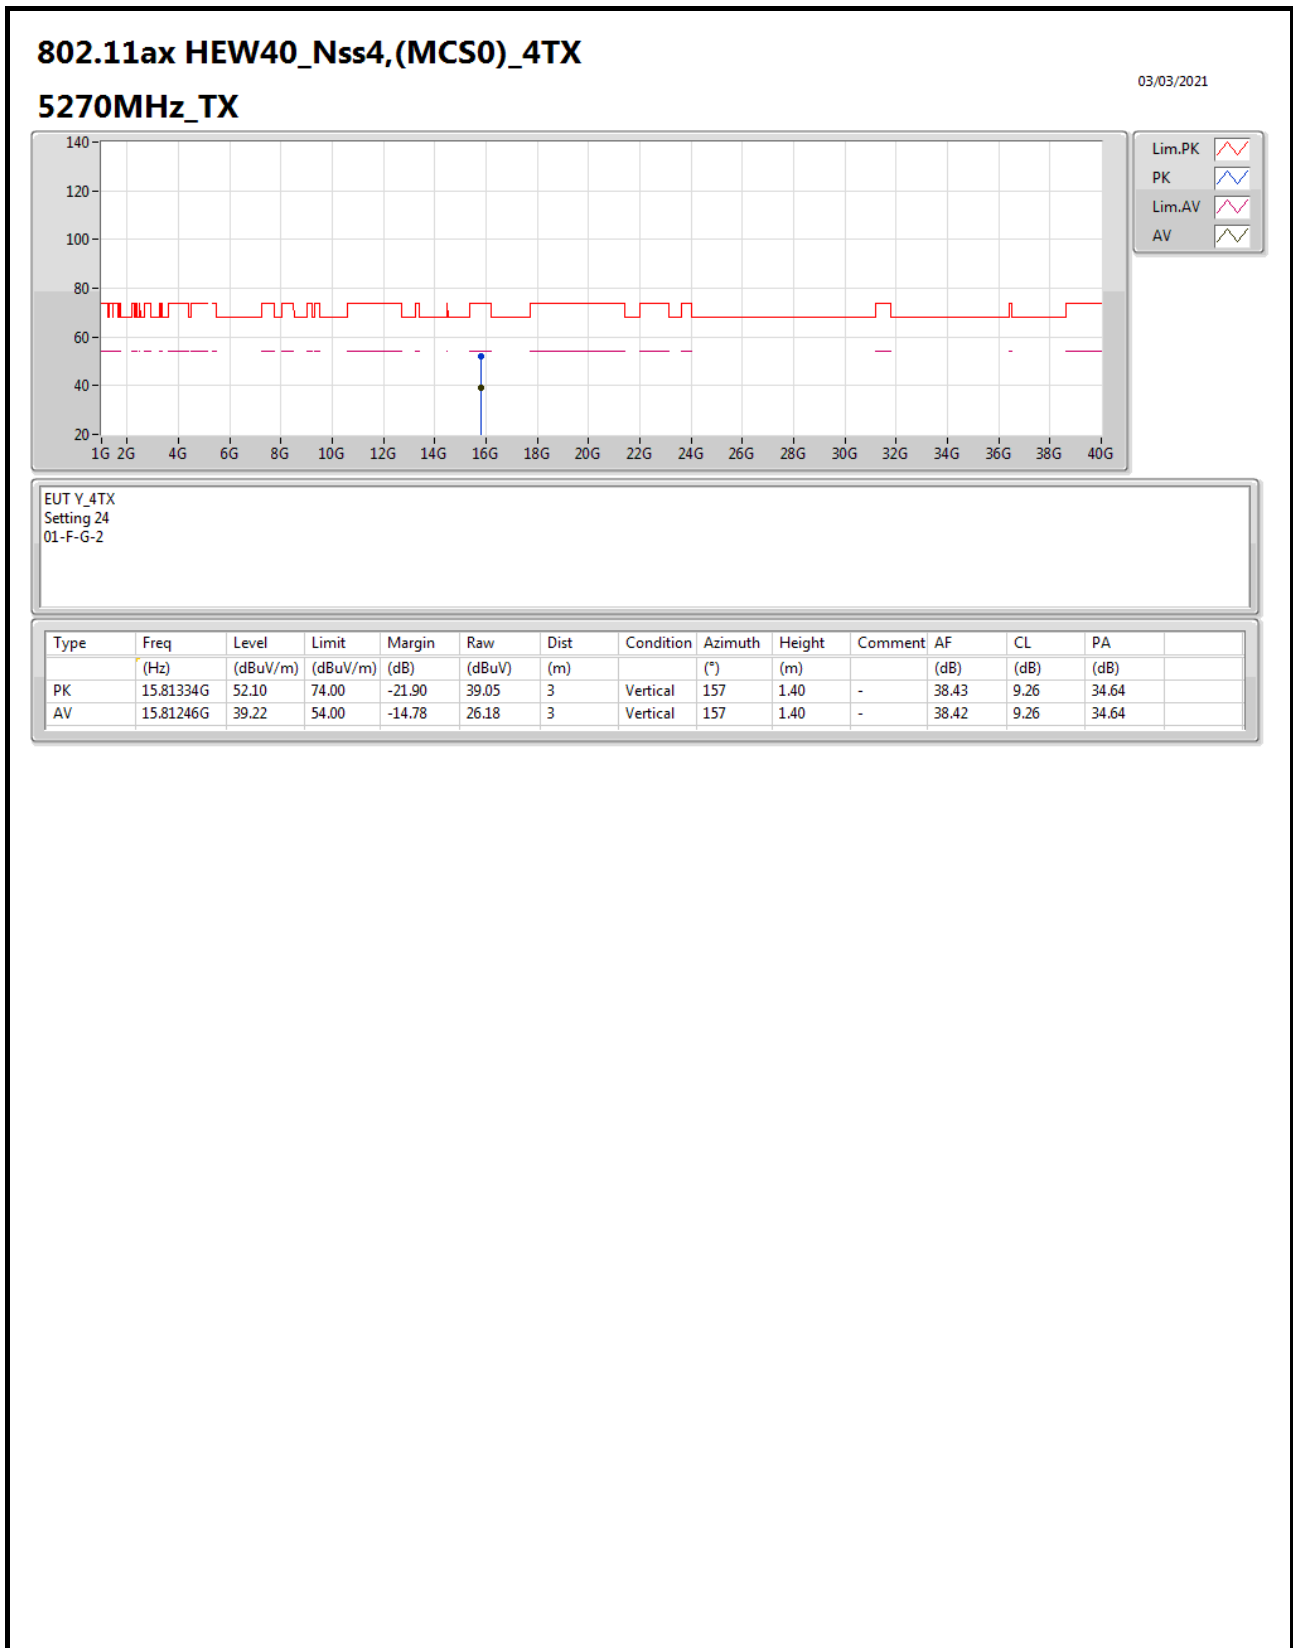 802.11ax HEW40_Nss4,(MCS0)_4TX
03/03/2021
5270MHz_TX
140
120
100
80
60
40
20
1G 2G 4G 6G 8G 10G 12G 14G 16G 18G 20G 22G 24G 26G 28G 30G 32G 34G 36G 38G 40G
Lim.PK
PK
Lim.AV
AV
EUT Y_4TX
Setting 24
01-F-G-2
Type Freq Level Limit Margin Raw Dist Condition Azimuth Height Comment AF CL PA
(Hz) (dBuV/m) (dBuV/m) (dB) (dBuV) (m) (°) (m) (dB) (dB) (dB)
PK 15.81334G 52.10 74.00 -21.90 39.05 3 Vertical 157 1.40 - 38.43 9.26 34.64
AV 15.81246G 39.22 54.00 -14.78 26.18 3 Vertical 157 1.40 - 38.42 9.26 34.64